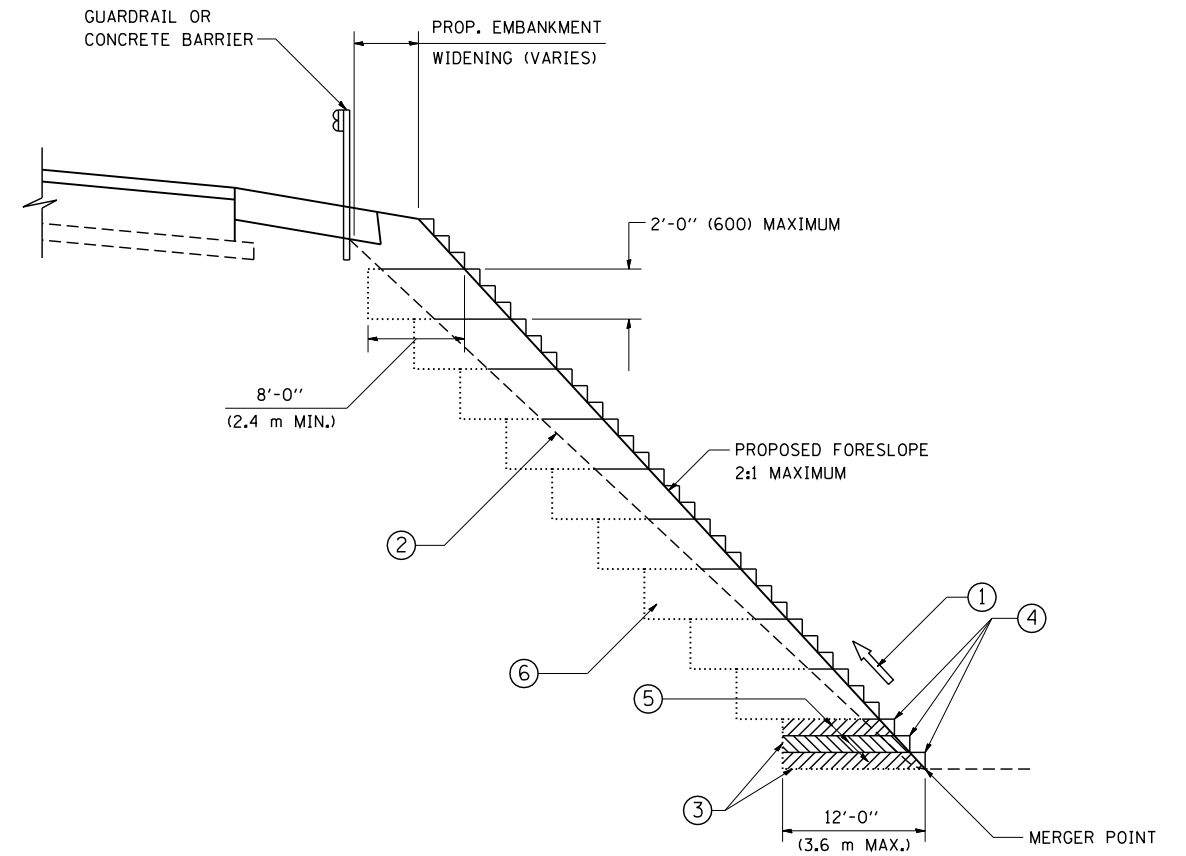 GUARDRAIL OR
CONCRETE BARRIER
PROP. EMBANKMENT
WIDENING (VARIES)
2'-0'' (600) MAXIMUM
8'-0''
(2.4 m MIN.)
PROPOSED FORESLOPE
2:1 MAXIMUM
2
1
4
6
5
3
12'-0''
(3.6 m MAX.)
MERGER POINT